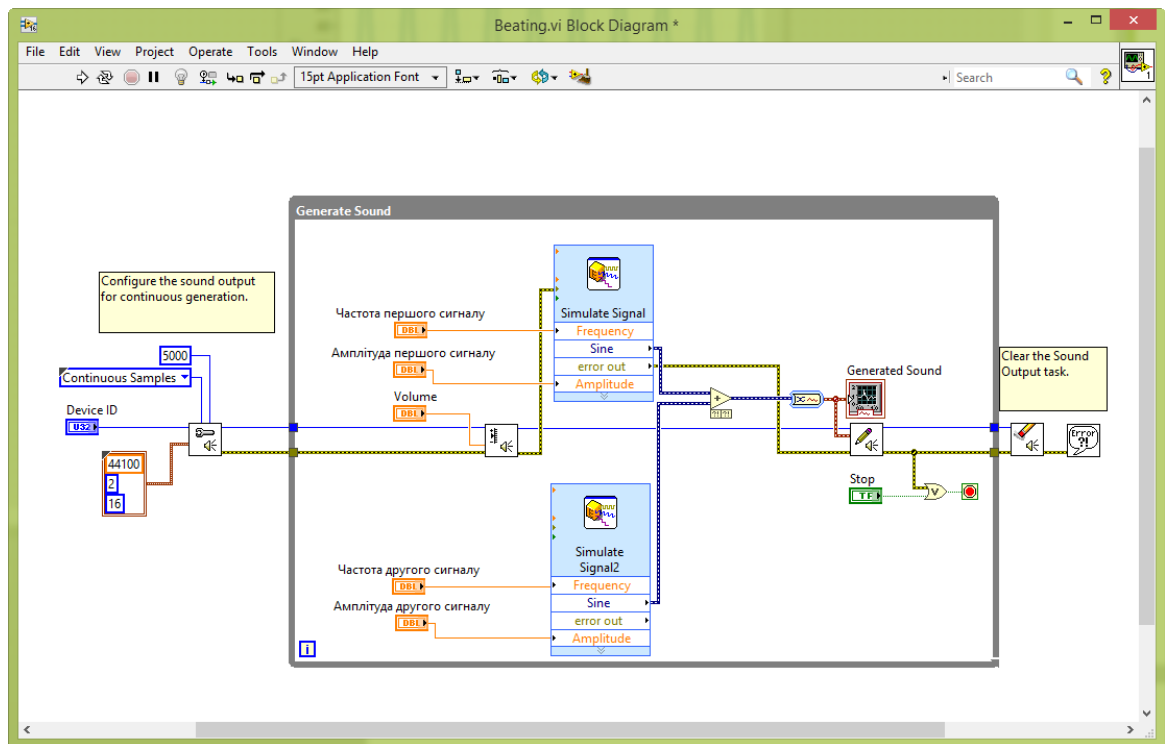 Beating.vi Block Diagram *
File Edit View Project Operate Tools Window Help
15pt Application Font
Search
1
Generate Sound
Configure the sound output
for continuous generation.
5000
Continuous Samples
Device ID
U32
44100
2
16
Частота першого сигналу
DBL
Амплітуда першого сигналу
DBL
Volume
DBL
Simulate Signal
Frequency
Sine
error out
Amplitude
Generated Sound
Clear the Sound
Output task.
Error
?!
Stop
TF
Simulate
Signal2
Частота другого сигналу
DBL
Амплітуда другого сигналу
DBL
Frequency
Sine
error out
Amplitude
i